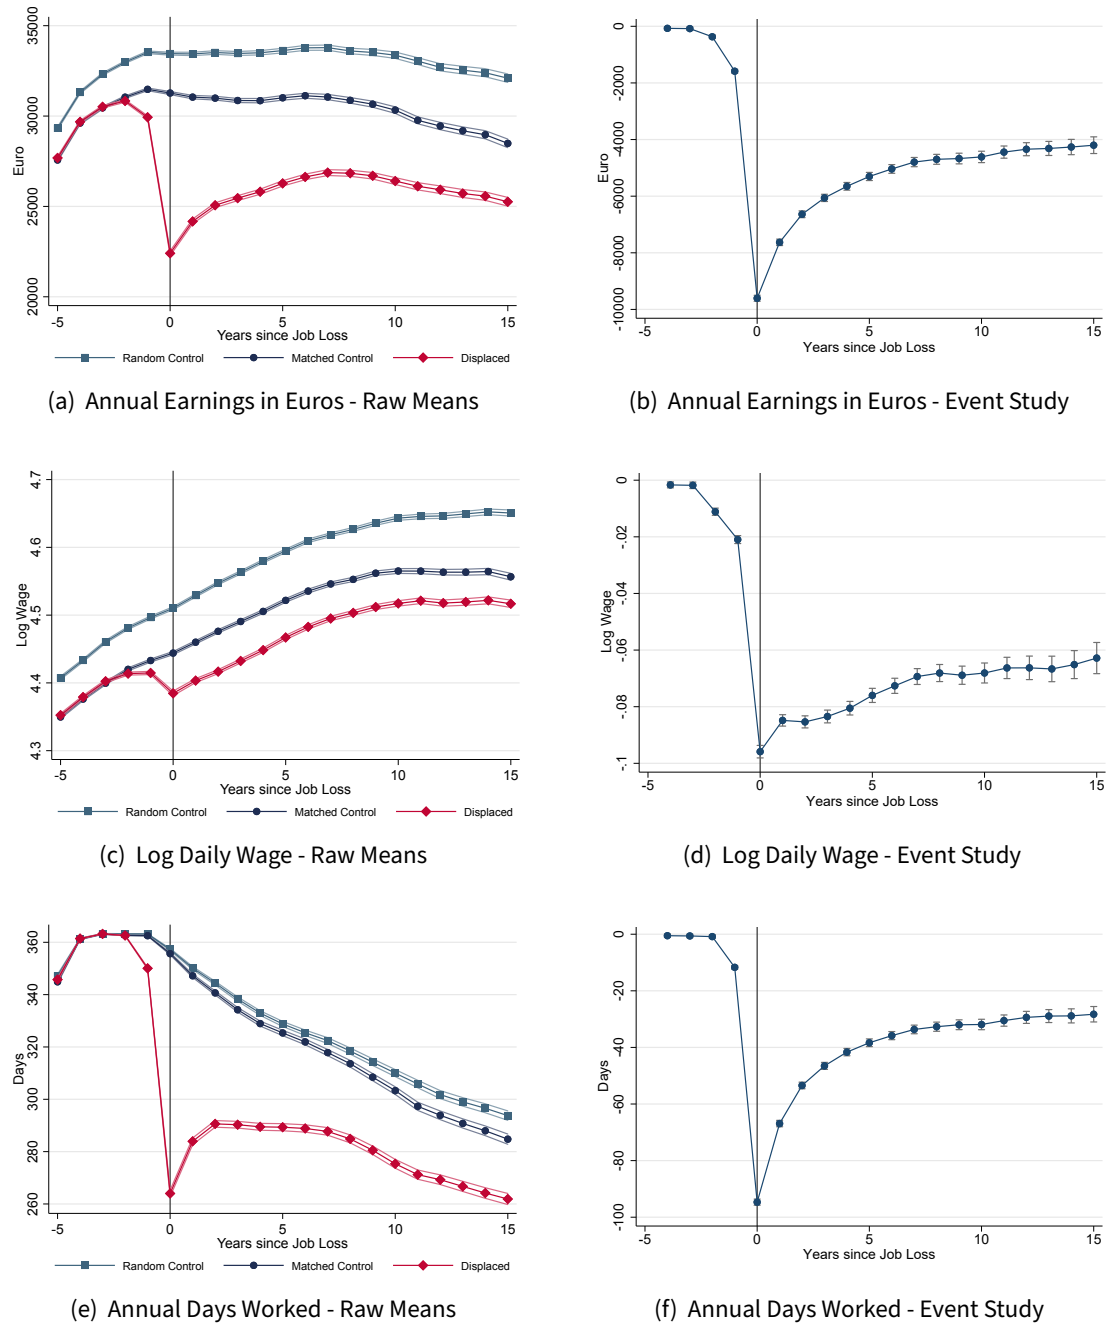 35000
30000
25000
20000
Euro
-5 0 5 10 15
Years since Job Loss
Random Control Matched Control Displaced
(a) Annual Earnings in Euros - Raw Means
0
-2000
-4000
-6000
-8000
-10000
Euro
-5 0 5 10 15
Years since Job Loss
(b) Annual Earnings in Euros - Event Study
4.7
4.6
4.5
4.4
4.3
Log Wage
-5 0 5 10 15
Years since Job Loss
Random Control Matched Control Displaced
(c) Log Daily Wage - Raw Means
0
-.02
-.04
-.06
-.08
-.1
Log Wage
-5 0 5 10 15
Years since Job Loss
(d) Log Daily Wage - Event Study
360
340
320
300
280
260
Days
-5 0 5 10 15
Years since Job Loss
Random Control Matched Control Displaced
(e) Annual Days Worked - Raw Means
0
-20
-40
-60
-80
-100
Days
-5 0 5 10 15
Years since Job Loss
(f) Annual Days Worked - Event Study